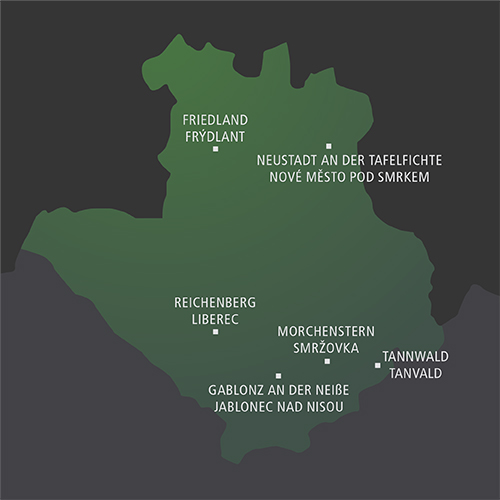 FRIEDLAND
FRÝDLANT
NEUSTADT AN DER TAFELFICHTE
NOVÉ MĚSTO POD SMRKEM
REICHENBERG
LIBEREC
MORCHENSTERN
SMRŽOVKA
TANNWALD
TANVALD
GABLONZ AN DER NEIßE
JABLONEC NAD NISOU